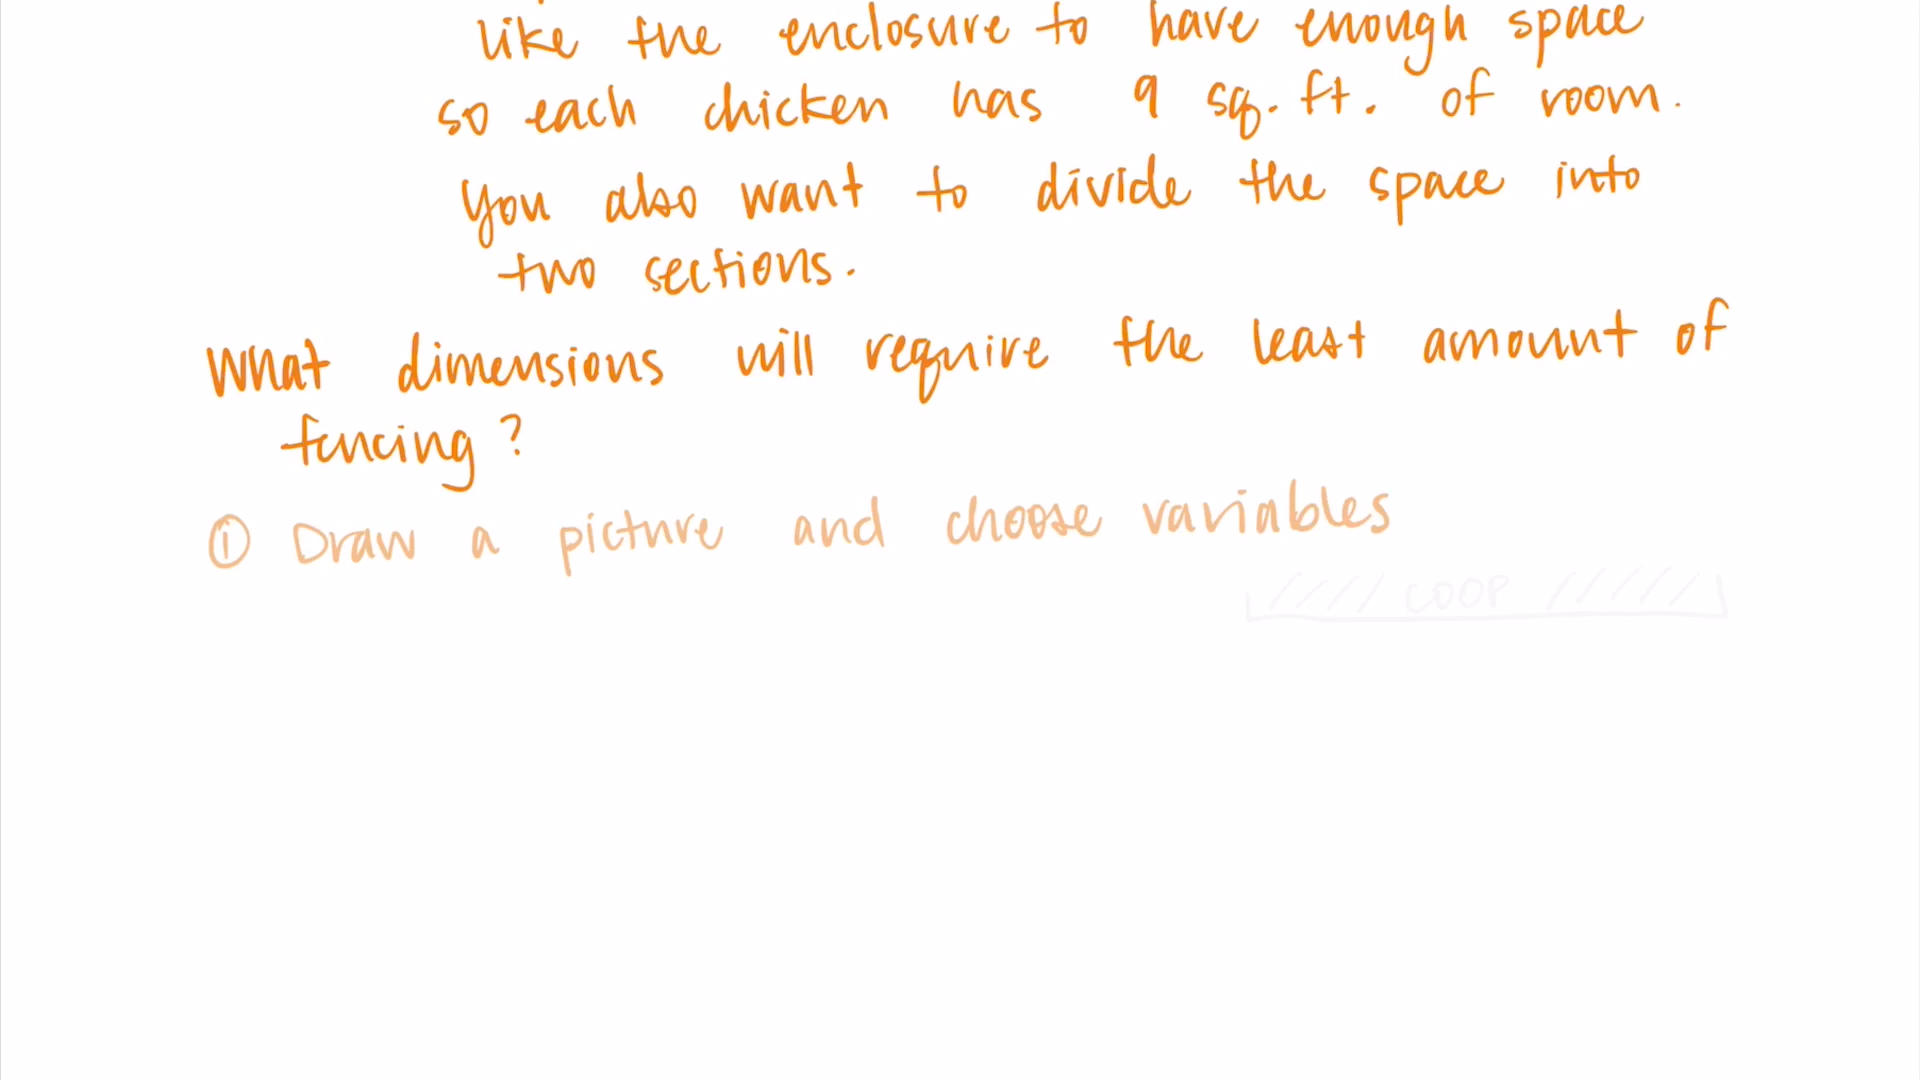 like the enclosure to have enough space
so each chicken has 9 sq. ft. of room.
You also want to divide the space into
two sections.
What dimensions will require the least amount of
fencing?
① Draw a picture and choose variables
COOP